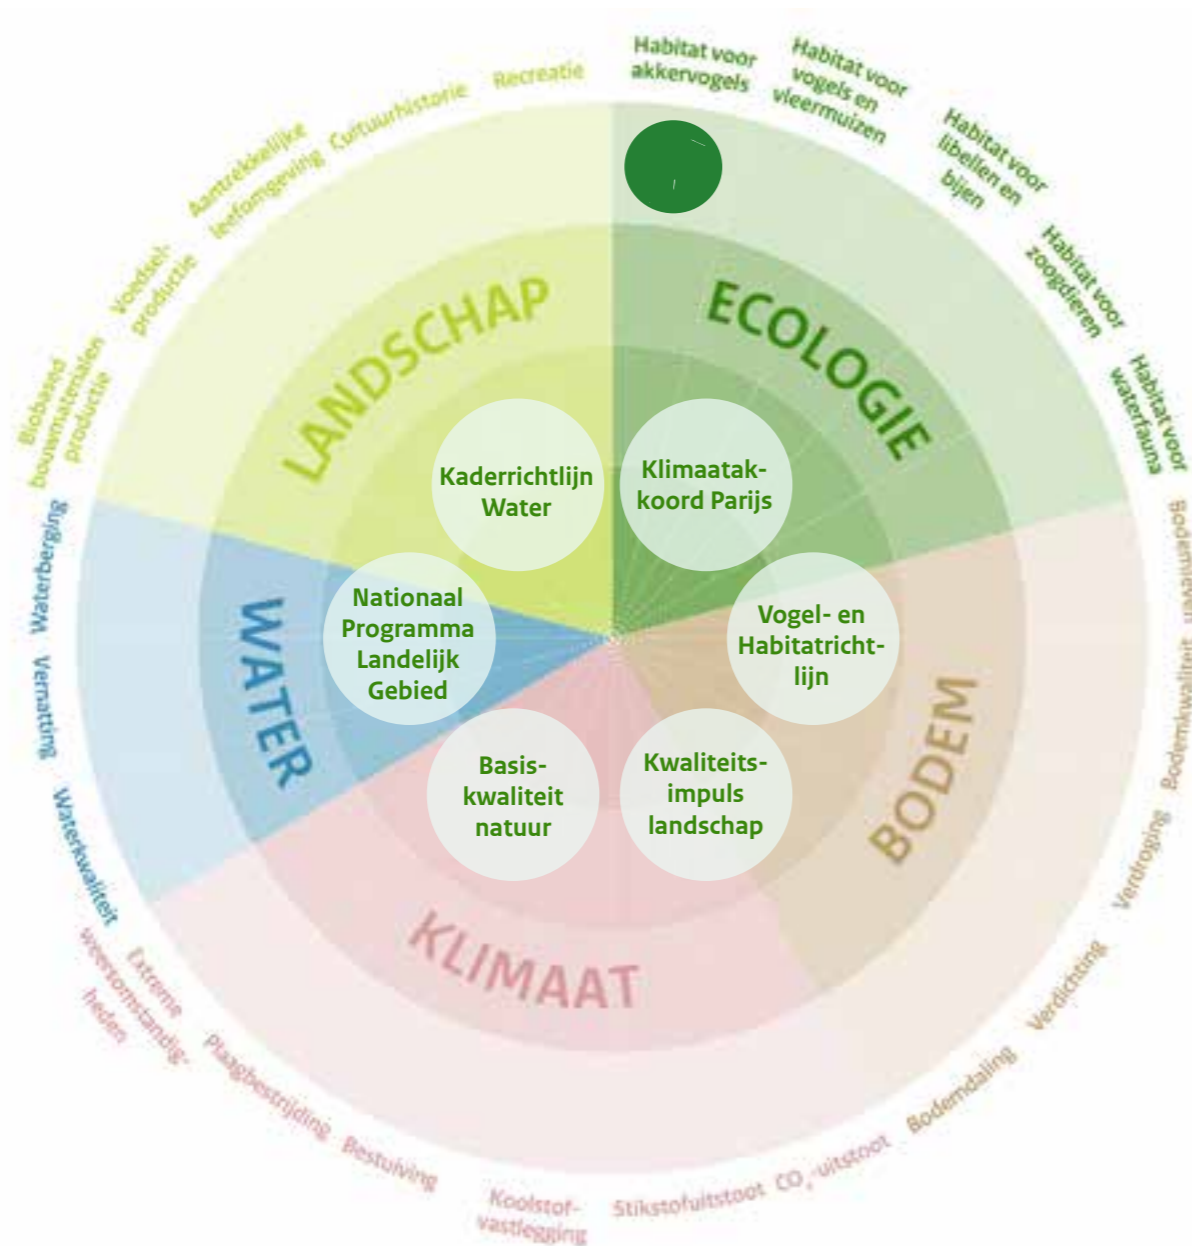 Habitat voor
akkervogels
Habitat voor
vogels en
vleermuizen
Habitat voor
libellen en
bijen
Habitat voor
zoogdieren
Habitat voor
waterfauna
Bodemleven
Bodemkwaliteit
Verdroging
Verdichting
Bodemdaling
CO₂-uitstoot
Stikstofuitstoot
Koolstof-
vastlegging
Bestuiving
Plaagbestrijding
Extreme
weersomstandig-
heden
Waterkwaliteit
Vernatting
Waterberging
Biobased
bouwmaterialen
productie
Voedsel-
productie
Aantrekkelijke
leefomgeving
Cultuurhistorie
Recreatie
LANDSCHAP
ECOLOGIE
BODEM
KLIMAAT
WATER
Kaderrichtlijn
Water
Klimaatak-
koord Parijs
Vogel- en
Habitatricht-
lijn
Kwaliteits-
impuls
landschap
Basis-
kwaliteit
natuur
Nationaal
Programma
Landelijk
Gebied